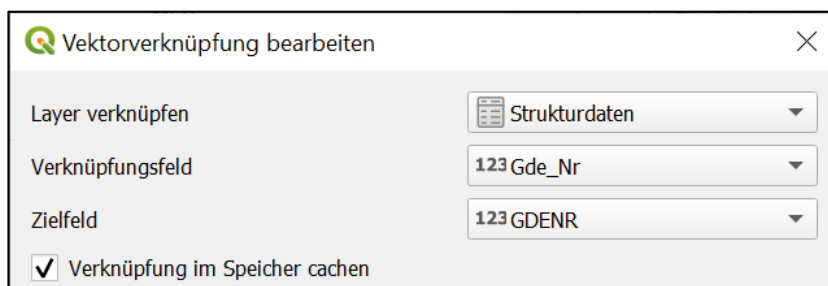 Vektorverknüpfung bearbeiten
Layer verknüpfen Strukturdaten
Verknüpfungsfeld 123 Gde_Nr
Zielfeld 123 GDENR
Verknüpfung im Speicher cachen